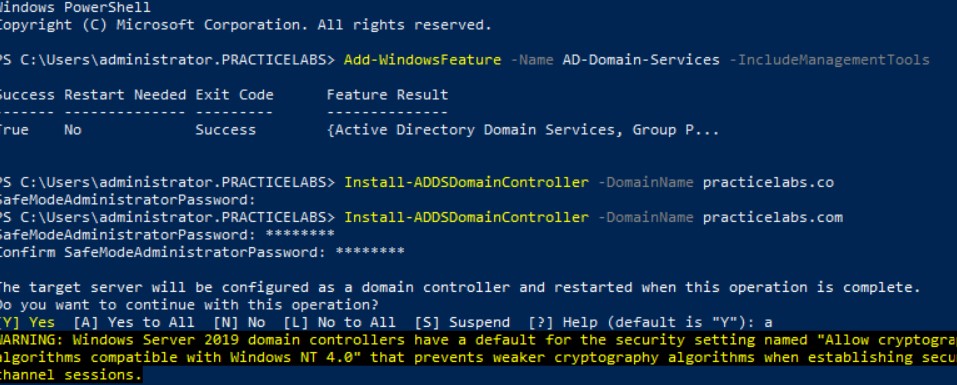 Windows PowerShell
Copyright (C) Microsoft Corporation. All rights reserved.
PS C:\Users\administrator.PRACTICELABS> Add-WindowsFeature -Name AD-Domain-Services -IncludeManagementTools
Success Restart Needed Exit Code Feature Result
------- -------------- --------- --------------
True No Success {Active Directory Domain Services, Group P...
PS C:\Users\administrator.PRACTICELABS> Install-ADDSDomainController -DomainName practicelabs.co
SafeModeAdministratorPassword:
PS C:\Users\administrator.PRACTICELABS> Install-ADDSDomainController -DomainName practicelabs.com
SafeModeAdministratorPassword: ********
Confirm SafeModeAdministratorPassword: ********
The target server will be configured as a domain controller and restarted when this operation is complete.
Do you want to continue with this operation?
[Y] Yes [A] Yes to All [N] No [L] No to All [S] Suspend [?] Help (default is "Y"): a
WARNING: Windows Server 2019 domain controllers have a default for the security setting named "Allow cryptogra
algorithms compatible with Windows NT 4.0" that prevents weaker cryptography algorithms when establishing secu
channel sessions.